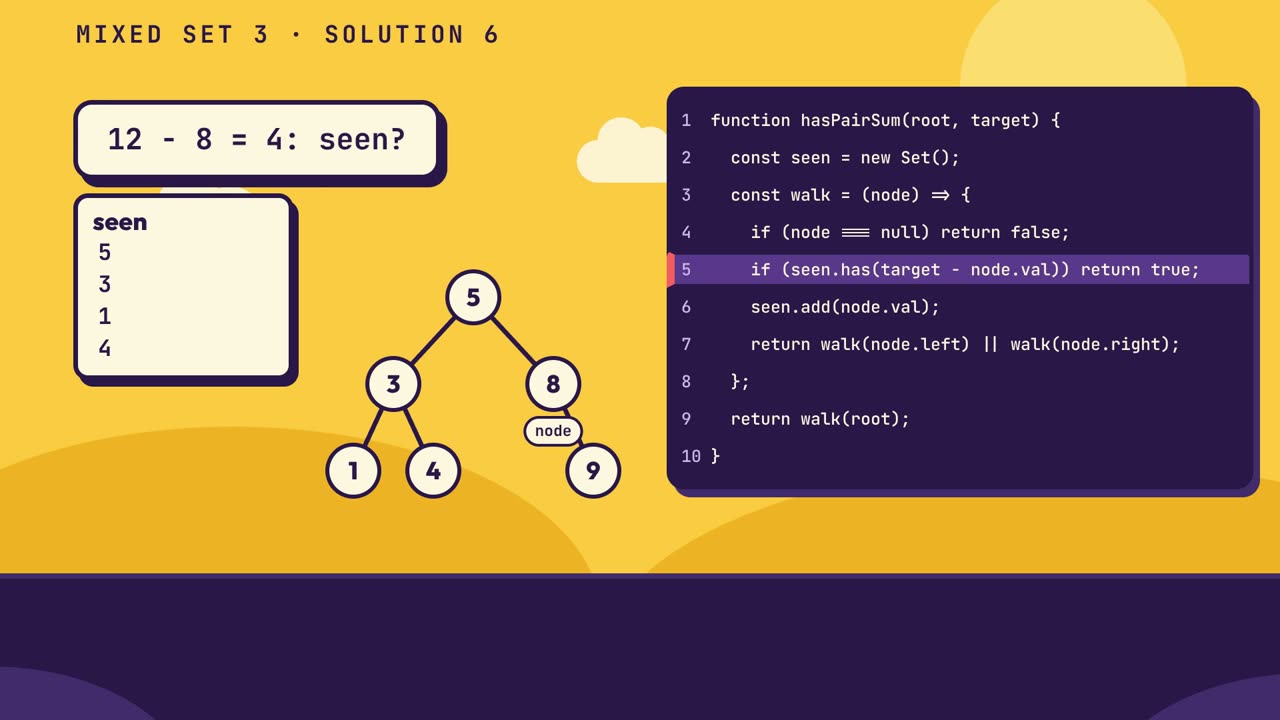 MIXED SET 3 · SOLUTION 6
12 - 8 = 4: seen?
seen
5
3
1
4
5
3
8
node
1
4
9
1 function hasPairSum(root, target) {
2   const seen = new Set();
3   const walk = (node) => {
4     if (node === null) return false;
5     if (seen.has(target - node.val)) return true;
6     seen.add(node.val);
7     return walk(node.left) || walk(node.right);
8   };
9   return walk(root);
10 }